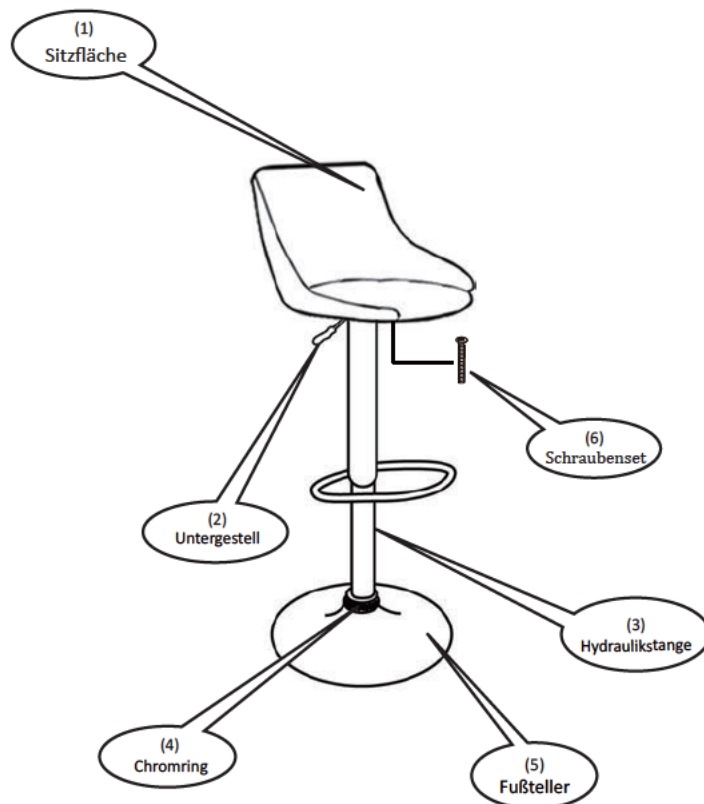 (1)
Sitzfläche
(6)
Schraubenset
(2)
Untergestell
(3)
Hydraulikstange
(4)
Chromring
(5)
Fußteller